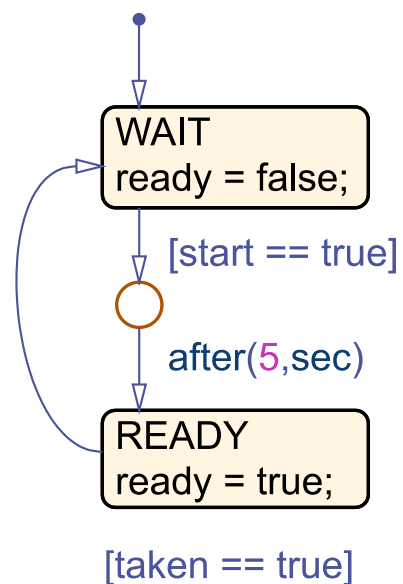 WAIT
ready = false;
[start == true]
after(5,sec)
READY
ready = true;
[taken == true]